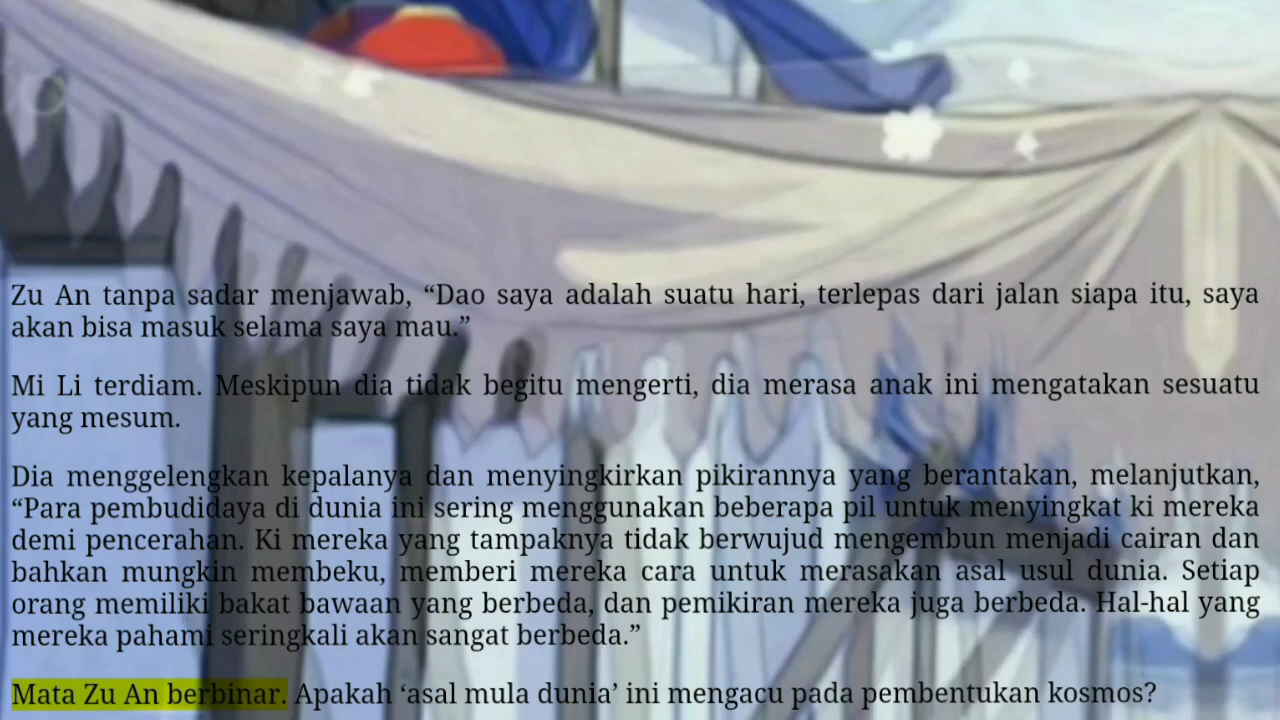 Zu An tanpa sadar menjawab, “Dao saya adalah suatu hari, terlepas dari jalan siapa itu, saya
akan bisa masuk selama saya mau.”
Mi Li terdiam. Meskipun dia tidak begitu mengerti, dia merasa anak ini mengatakan sesuatu
yang mesum.
Dia menggelengkan kepalanya dan menyingkirkan pikirannya yang berantakan, melanjutkan,
“Para pembudidaya di dunia ini sering menggunakan beberapa pil untuk menyingkat ki mereka
demi pencerahan. Ki mereka yang tampaknya tidak berwujud mengembun menjadi cairan dan
bahkan mungkin membeku, memberi mereka cara untuk merasakan asal usul dunia. Setiap
orang memiliki bakat bawaan yang berbeda, dan pemikiran mereka juga berbeda. Hal-hal yang
mereka pahami seringkali akan sangat berbeda.”
Mata Zu An berbinar. Apakah ‘asal mula dunia’ ini mengacu pada pembentukan kosmos?